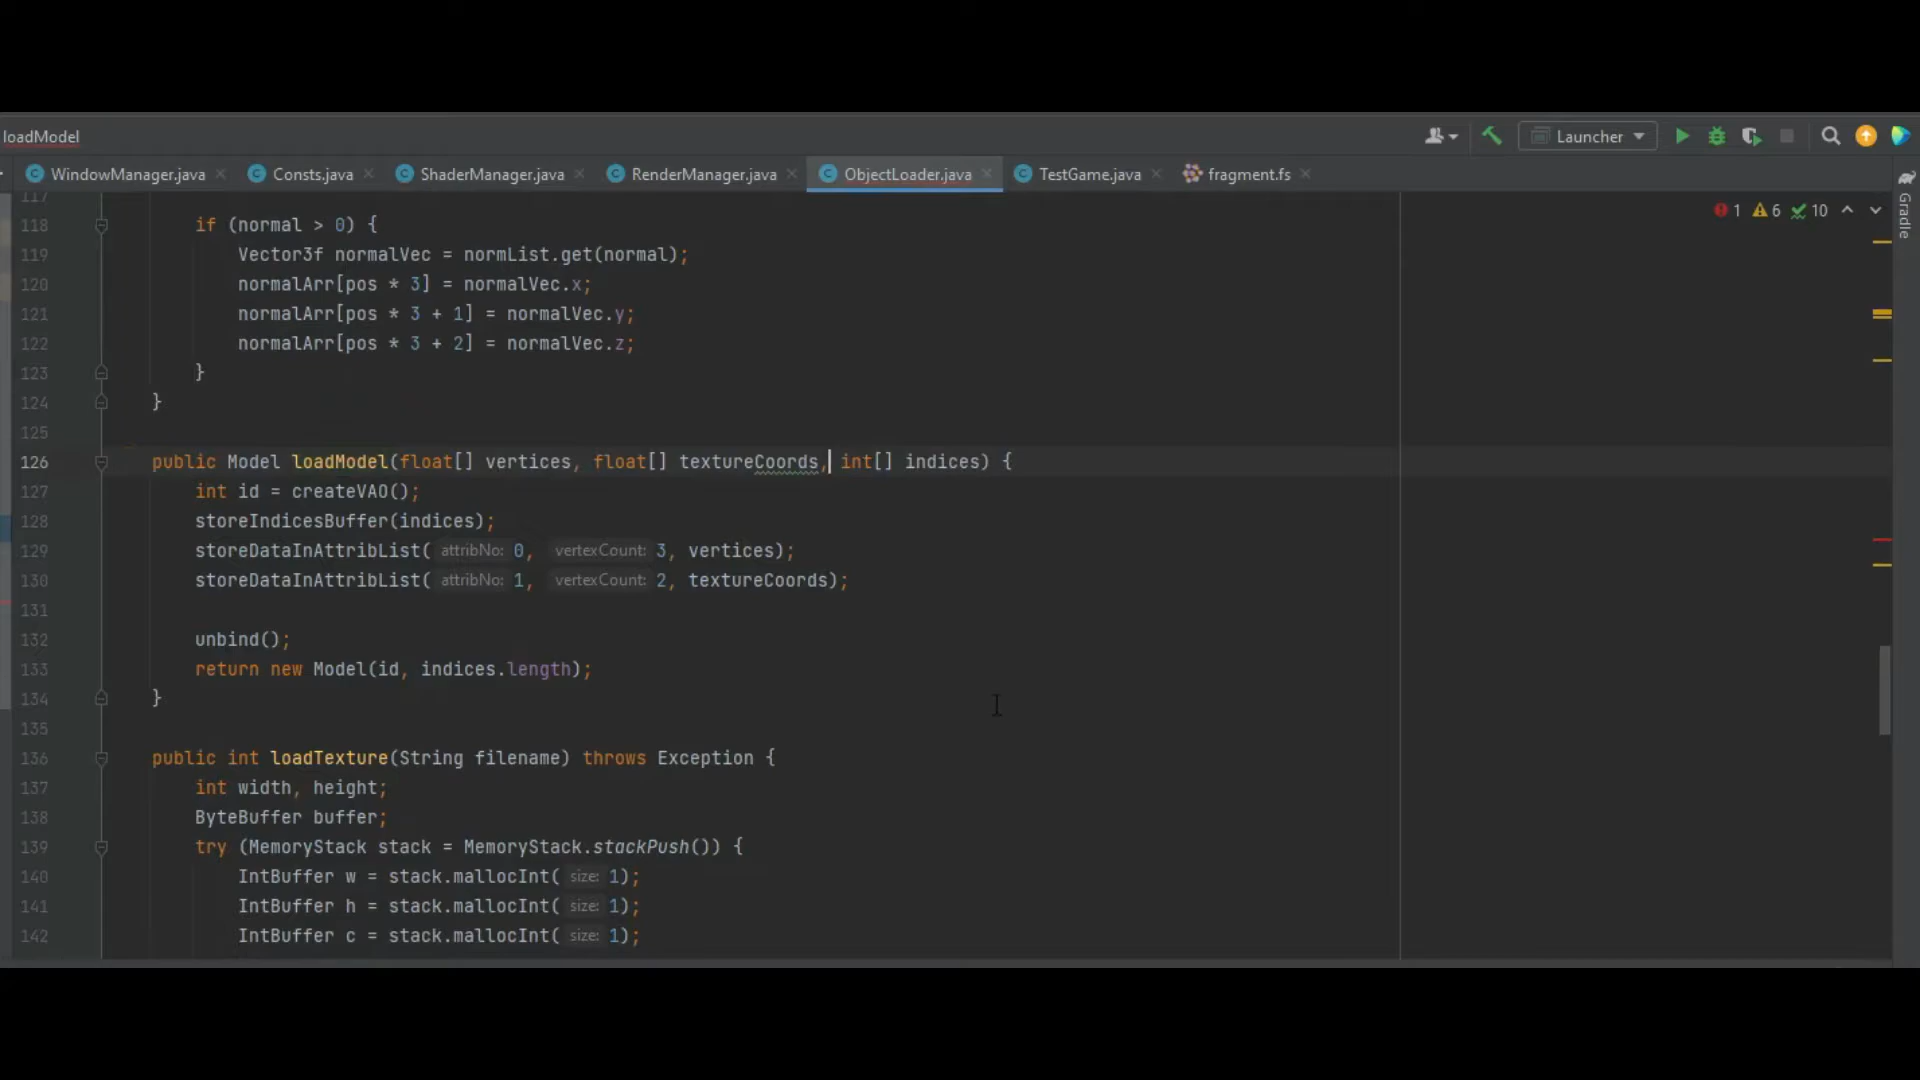 loadModel
Launcher
WindowManager.java
Consts.java
ShaderManager.java
RenderManager.java
ObjectLoader.java
TestGame.java
fragment.fs
Gradle
1 6 10
117
118 if (normal > 0) {
119 Vector3f normalVec = normList.get(normal);
120 normalArr[pos * 3] = normalVec.x;
121 normalArr[pos * 3 + 1] = normalVec.y;
122 normalArr[pos * 3 + 2] = normalVec.z;
123 }
124 }
125
126 public Model loadModel(float[] vertices, float[] textureCoords, int[] indices) {
127 int id = createVAO();
128 storeIndicesBuffer(indices);
129 storeDataInAttribList( attribNo: 0, vertexCount: 3, vertices);
130 storeDataInAttribList( attribNo: 1, vertexCount: 2, textureCoords);
131
132 unbind();
133 return new Model(id, indices.length);
134 }
135
136 public int loadTexture(String filename) throws Exception {
137 int width, height;
138 ByteBuffer buffer;
139 try (MemoryStack stack = MemoryStack.stackPush()) {
140 IntBuffer w = stack.mallocInt( size: 1);
141 IntBuffer h = stack.mallocInt( size: 1);
142 IntBuffer c = stack.mallocInt( size: 1);